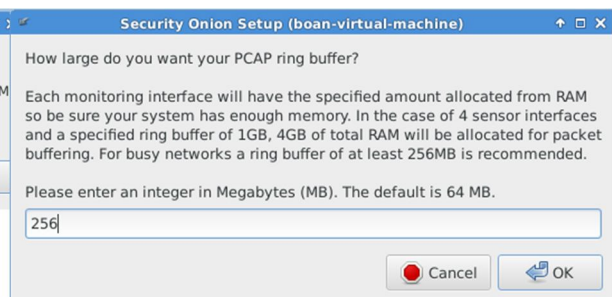 Security Onion Setup (boan-virtual-machine)
How large do you want your PCAP ring buffer?
M
Each monitoring interface will have the specified amount allocated from RAM
so be sure your system has enough memory. In the case of 4 sensor interfaces
and a specified ring buffer of 1GB, 4GB of total RAM will be allocated for packet
buffering. For busy networks a ring buffer of at least 256MB is recommended.
Please enter an integer in Megabytes (MB). The default is 64 MB.
256
Cancel
OK